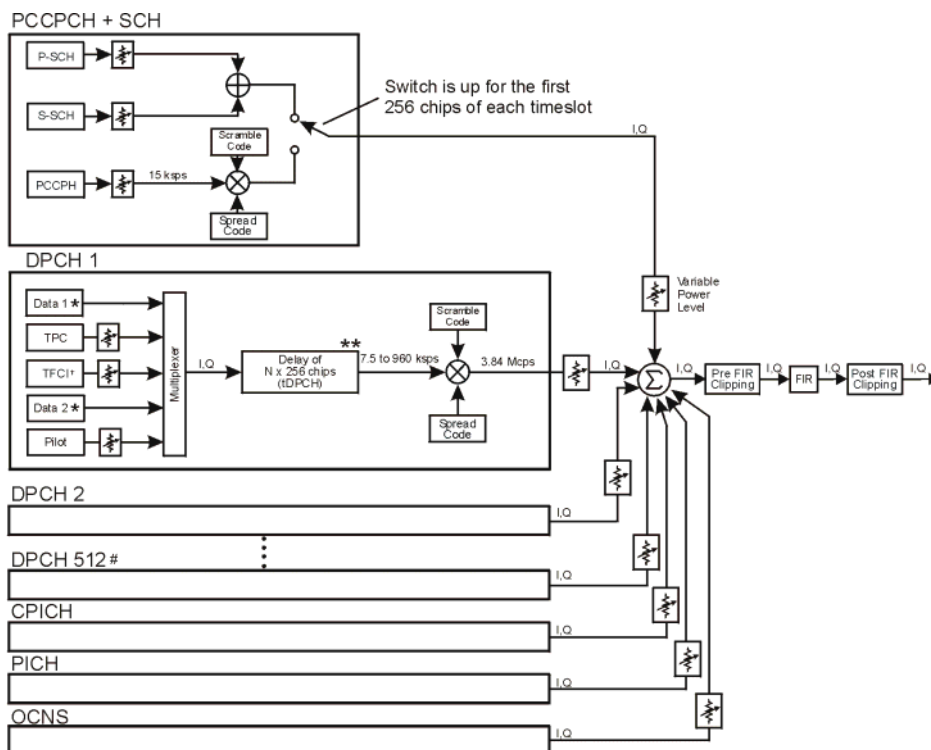 PCCPCH + SCH
P-SCH
S-SCH
Scramble
Code
PCCPH
15 ksps
Spread
Code
Switch is up for the first
256 chips of each timeslot
I,Q
Variable
Power
Level
DPCH 1
Data 1*
TPC
TFCI†
Data 2*
Pilot
Multiplexer
I,Q
**
Delay of
N x 256 chips
(tDPCH)
7.5 to 960 ksps
Scramble
Code
Spread
Code
3.84 Mcps
I,Q
Σ
I,Q
Pre FIR
Clipping
I,Q
FIR
I,Q
Post FIR
Clipping
I,Q
DPCH 2
I,Q
DPCH 512 #
I,Q
CPICH
I,Q
PICH
I,Q
OCNS
I,Q